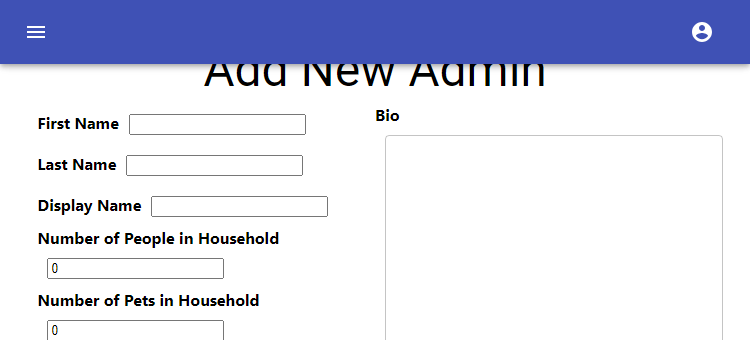 Add New Admin
First Name
Last Name
Display Name
Number of People in Household
0
Number of Pets in Household
0
Bio